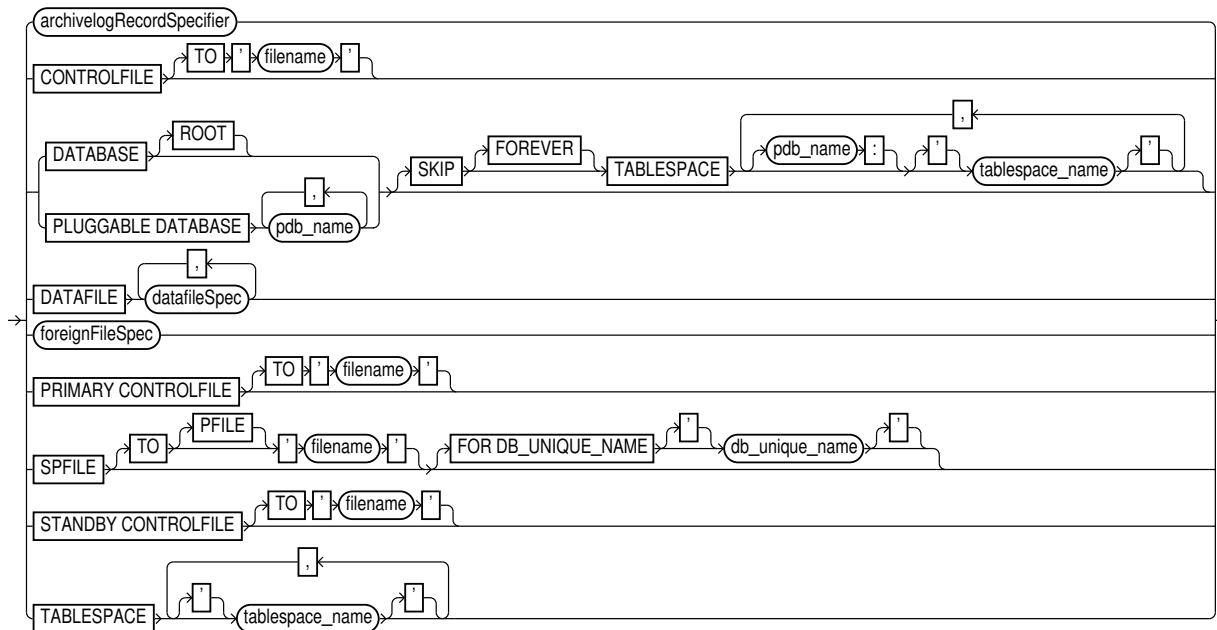 archivelogRecordSpecifier
TO ' filename '
CONTROLFILE
,
ROOT
FOREVER pdb_name : ' '
DATABASE
SKIP TABLESPACE tablespace_name
,
PLUGGABLE DATABASE pdb_name
,
DATAFILE datafileSpec
foreignFileSpec
TO ' filename '
PRIMARY CONTROLFILE
PFILE ' '
TO ' filename ' FOR DB_UNIQUE_NAME db_unique_name
SPFILE
TO ' filename '
STANDBY CONTROLFILE
,
' '
TABLESPACE tablespace_name